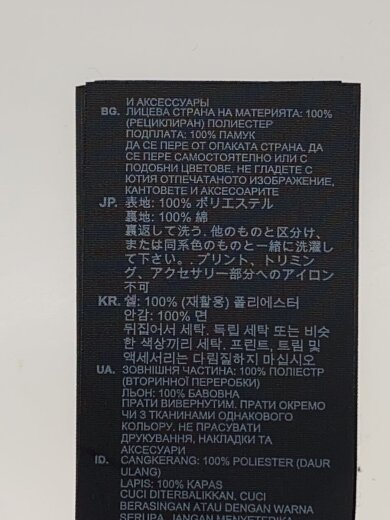 И АКСЕССУАРЫ
BG. ЛИЦЕВА СТРАНА НА МАТЕРИЯТА: 100%
(РЕЦИКЛИРАН) ПОЛИЕСТЕР
ПОДПЛАТА: 100% ПАМУК
ДА СЕ ПЕРЕ ОТ ОПАКАТА СТРАНА. ДА
СЕ ПЕРЕ САМОСТОЯТЕЛНО ИЛИ С
ПОДОБНИ ЦВЕТОВЕ. НЕ ГЛАДЕТЕ С
ЮТИЯ ОТПЕЧАТАНОТО ИЗОБРАЖЕНИЕ,
КАНТОВЕТЕ И АКСЕСОАРИТЕ
JP. 表地: 100% ポリエステル
裏地: 100% 綿
裏返して洗う. 他のものと区分け,
または同系色のものと一緒に洗濯し
て下さい。. プリント、トリミン
グ、アクセサリー部分へのアイロン
不可
KR. 쉘: 100% (재활용) 폴리에스터
안감: 100% 면
뒤집어서 세탁. 독립 세탁 또는 비슷
한 색상끼리 세탁. 프린트, 트림 및
액세서리는 다림질하지 마십시오
UA. ЗОВНІШНЯ ЧАСТИНА: 100% ПОЛІЕСТР
(ВТОРИННОЇ ПЕРЕРОБКИ)
ЛЬОН: 100% БАВОВНА
ПРАТИ ВИВЕРНУТИМ. ПРАТИ ОКРЕМО
ЧИ З ТКАНИНАМИ ОДНАКОВОГО
КОЛЬОРУ. НЕ ПРАСУВАТИ
ДРУКУВАННЯ, НАКЛАДКИ ТА
АКСЕСУАРИ
ID. CANGKERANG: 100% POLIESTER (DAUR
ULANG)
LAPIS: 100% KAPAS
CUCI DITERBALIKKAN. CUCI
BERASINGAN ATAU DENGAN WARNA
SERUPA. JANGAN MENYETERIKA